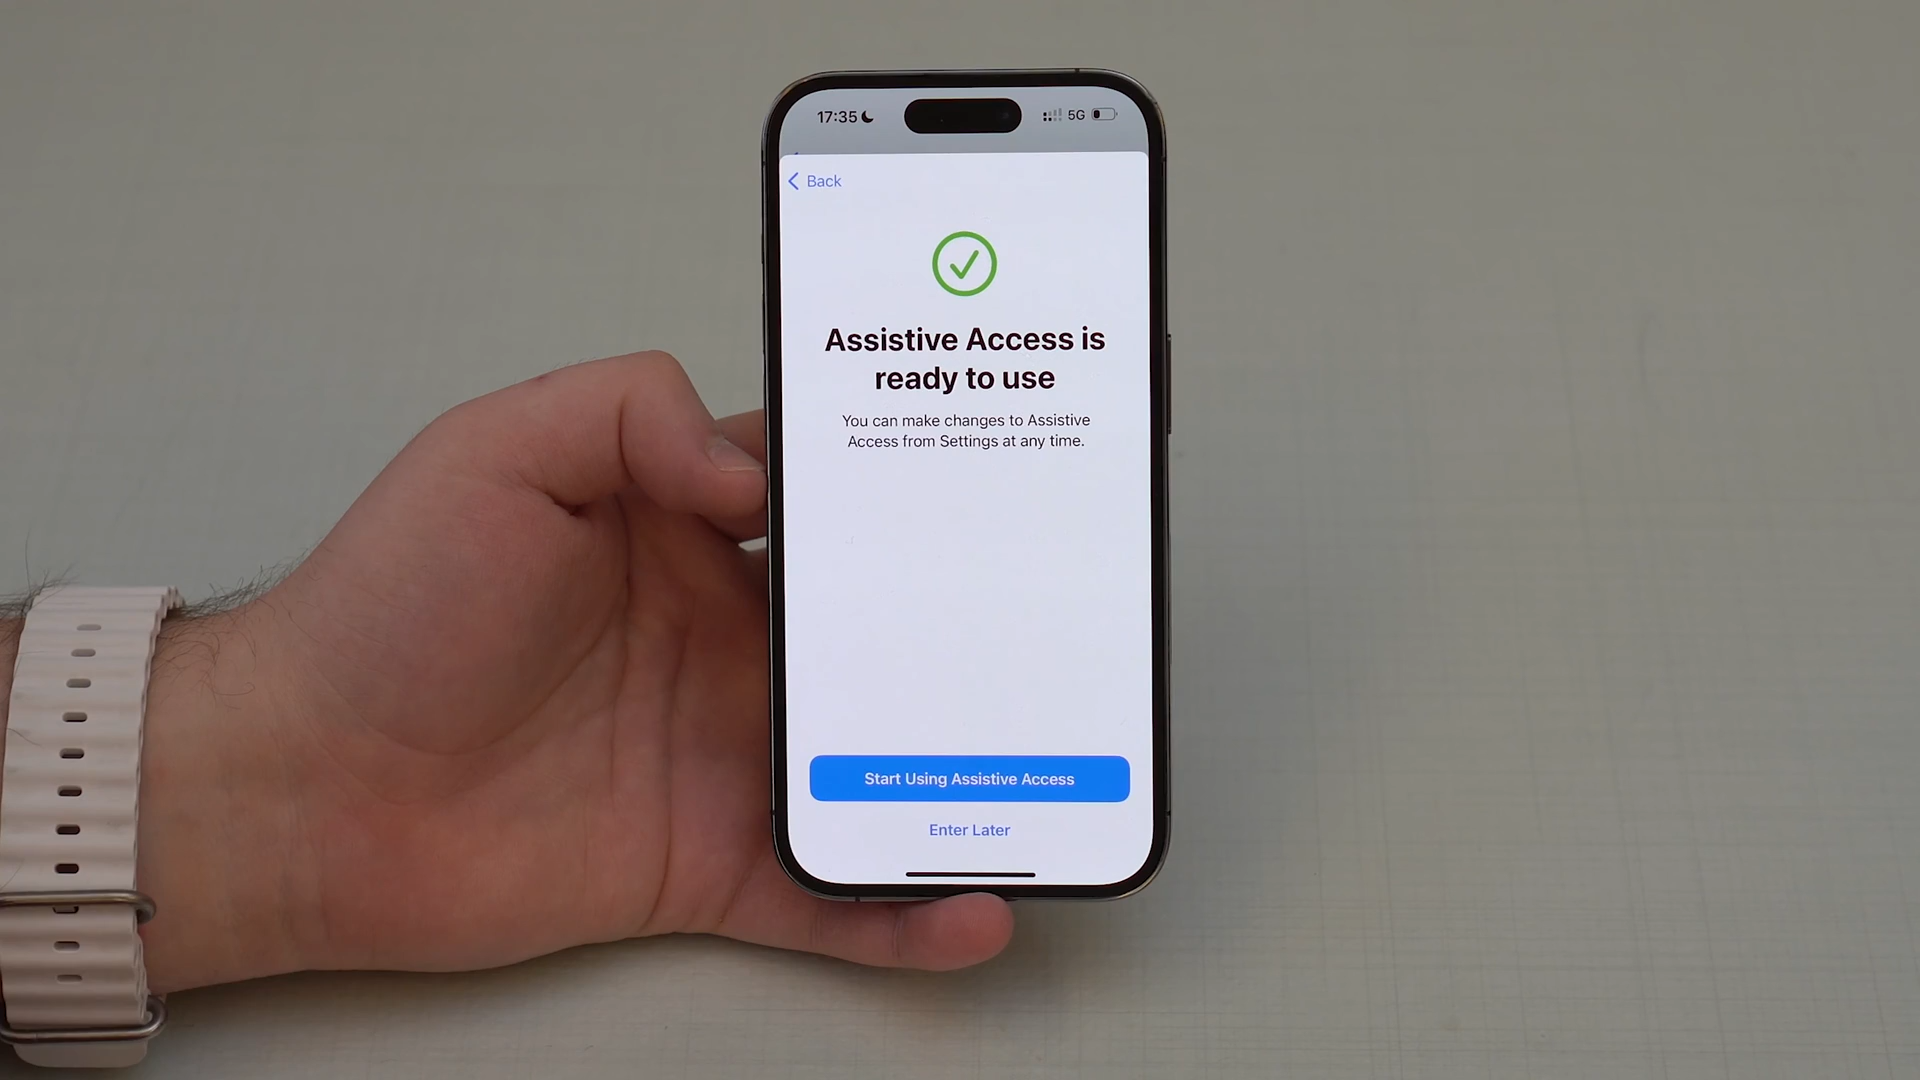 17:35
5G
Back
Assistive Access is
ready to use
You can make changes to Assistive
Access from Settings at any time.
Start Using Assistive Access
Enter Later